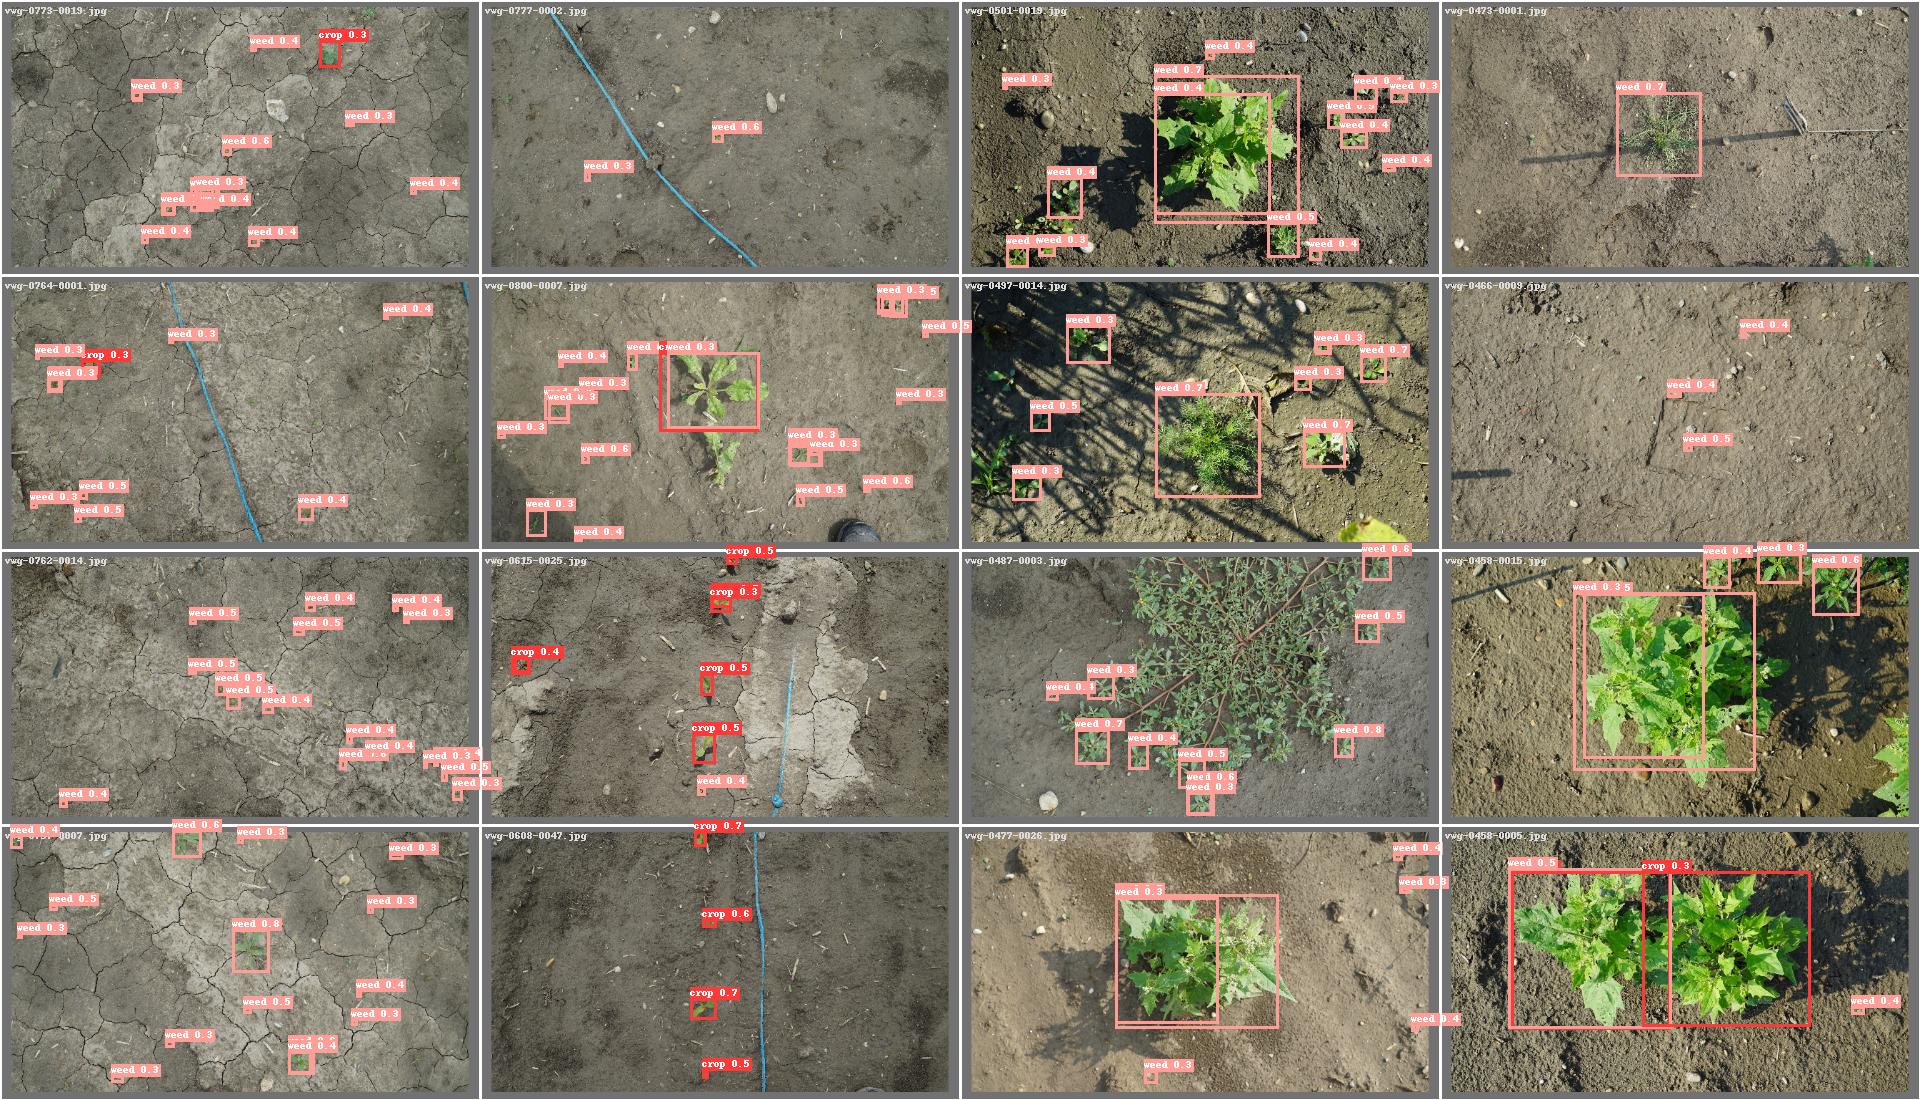 vwg-0773-0019.jpg
crop 0.3
weed 0.4
weed 0.3
weed 0.3
weed 0.6
weed 0.3
weed 0.4
weed 0.4
weed 0.4
vwg-0777-0002.jpg
weed 0.6
weed 0.3
vwg-0501-0019.jpg
weed 0.4
weed 0.7
weed 0.4
weed 0.3
weed 0.3
weed 0.4
weed 0.4
weed 0.4
weed 0.5
weed 0.3
weed 0.4
vwg-0473-0001.jpg
weed 0.7
vwg-0764-0001.jpg
weed 0.4
weed 0.3
weed 0.3
crop 0.3
weed 0.3
weed 0.5
weed 0.3
weed 0.4
weed 0.5
vwg-0800-0007.jpg
weed 0.3
weed 0.5
weed 0.3
weed 0.4
weed 0.3
weed 0.3
weed 0.3
weed 0.3
weed 0.3
weed 0.6
weed 0.6
weed 0.5
weed 0.3
weed 0.4
vwg-0497-0014.jpg
weed 0.3
weed 0.3
weed 0.7
weed 0.3
weed 0.7
weed 0.5
weed 0.7
weed 0.3
vwg-0466-0009.jpg
weed 0.4
weed 0.4
weed 0.5
vwg-0762-0014.jpg
weed 0.4
weed 0.4
weed 0.5
weed 0.3
weed 0.5
weed 0.5
weed 0.5
weed 0.5
weed 0.4
weed 0.4
weed 0.4
weed 0.3
weed 0.5
weed 0.3
weed 0.4
vwg-0615-0025.jpg
crop 0.5
crop 0.3
crop 0.4
crop 0.5
crop 0.5
weed 0.4
vwg-0487-0003.jpg
weed 0.6
weed 0.5
weed 0.3
weed 0.7
weed 0.4
weed 0.8
weed 0.5
weed 0.6
weed 0.3
vwg-0458-0015.jpg
weed 0.4
weed 0.3
weed 0.6
weed 0.3
weed 0.4
weed 0.6
weed 0.3
weed 0.3
weed 0.5
weed 0.3
weed 0.3
weed 0.8
weed 0.4
weed 0.5
weed 0.3
weed 0.3
weed 0.4
weed 0.3
vwg-0608-0047.jpg
crop 0.7
crop 0.6
crop 0.7
crop 0.5
vwg-0477-0026.jpg
weed 0.4
weed 0.3
weed 0.3
weed 0.4
weed 0.3
vwg-0458-0005.jpg
weed 0.5
crop 0.3
weed 0.4